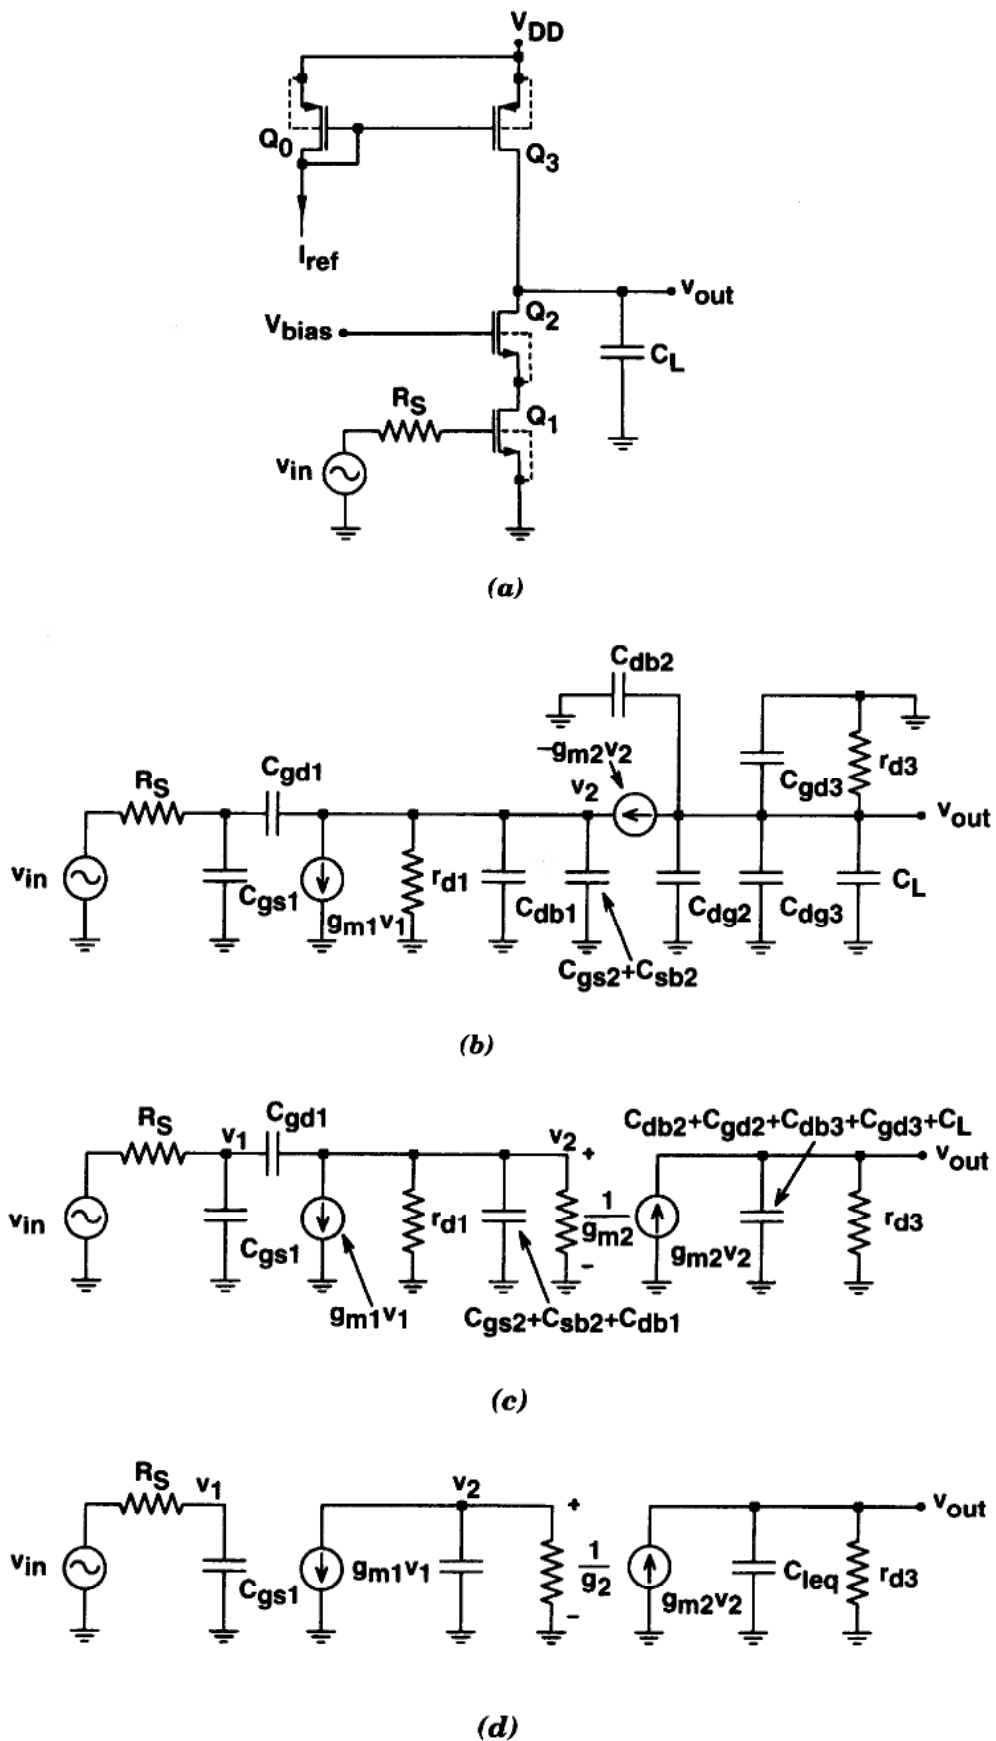 VDD
Q0
Q3
Iref
vout
Q2
Vbias
CL
RS
Q1
vin
(a)
Cdb2
-gm2v2
Cgd1
RS
v2
Cgd3
rd3
vout
vin
Cgs1
gm1v1
rd1
Cdb1
Cdg2
Cdg3
CL
Cgs2+Csb2
(b)
Cgd1
RS
v1
v2
+
Cdb2+Cgd2+Cdb3+Cgd3+CL
vout
vin
Cgs1
rd1
1
gm2
gm2v2
rd3
-
gm1v1
Cgs2+Csb2+Cdb1
(c)
RS
v1
v2
+
vout
vin
Cgs1
gm1v1
1
g2
gm2v2
Cleq
rd3
-
(d)